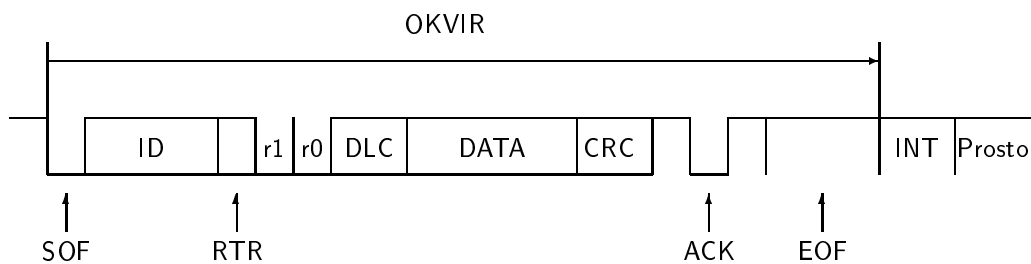 OKVIR
ID r1 r0 DLC DATA CRC INT Prosto
SOF RTR ACK EOF